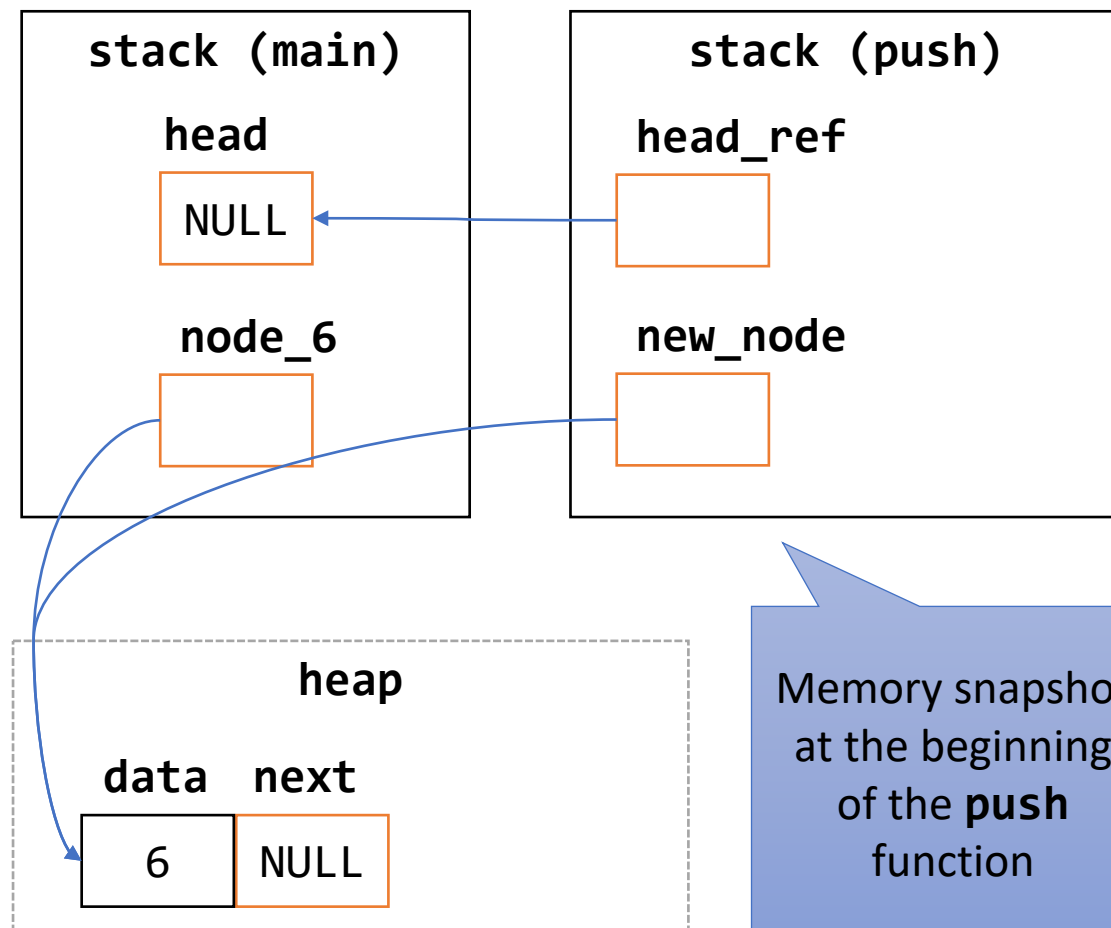 stack (main)
stack (push)
head
head_ref
NULL
node_6
new_node
heap
data next
6 NULL
Memory snapsho
at the beginning
of the push
function